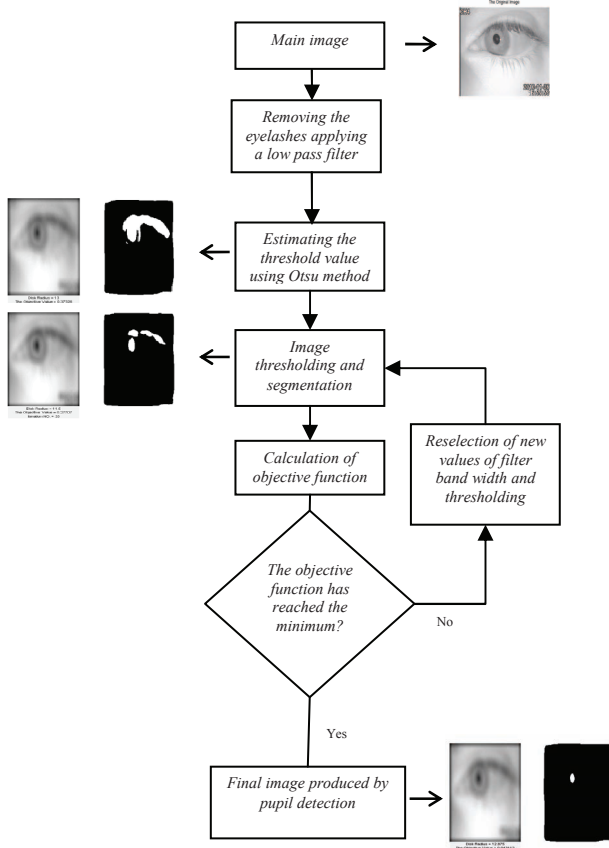 The Original Image
Main image
Removing the
eyelashes applying
a low pass filter
Estimating the
threshold value
using Otsu method
Image
thresholding and
segmentation
Calculation of
objective function
Reselection of new
values of filter
band width and
thresholding
The objective
function has
reached the
minimum?
No
Yes
Final image produced by
pupil detection